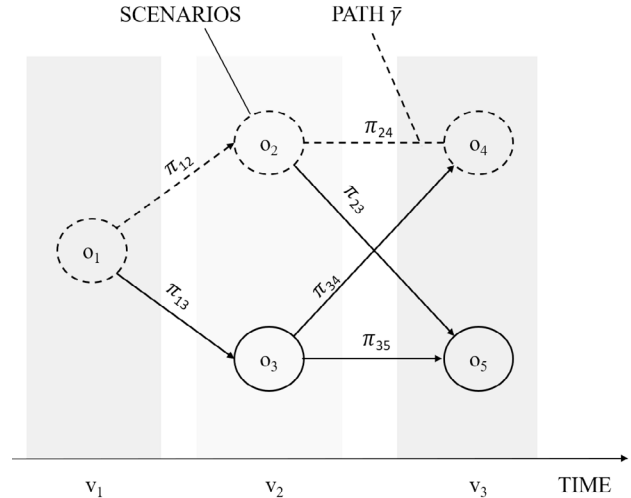 SCENARIOS PATH γ̄
o₂ π₂₄ o₄
π₁₂
π₂₃
o₁
π₁₃ π₃₄
π₃₅
o₃ o₅
v₁ v₂ v₃ TIME